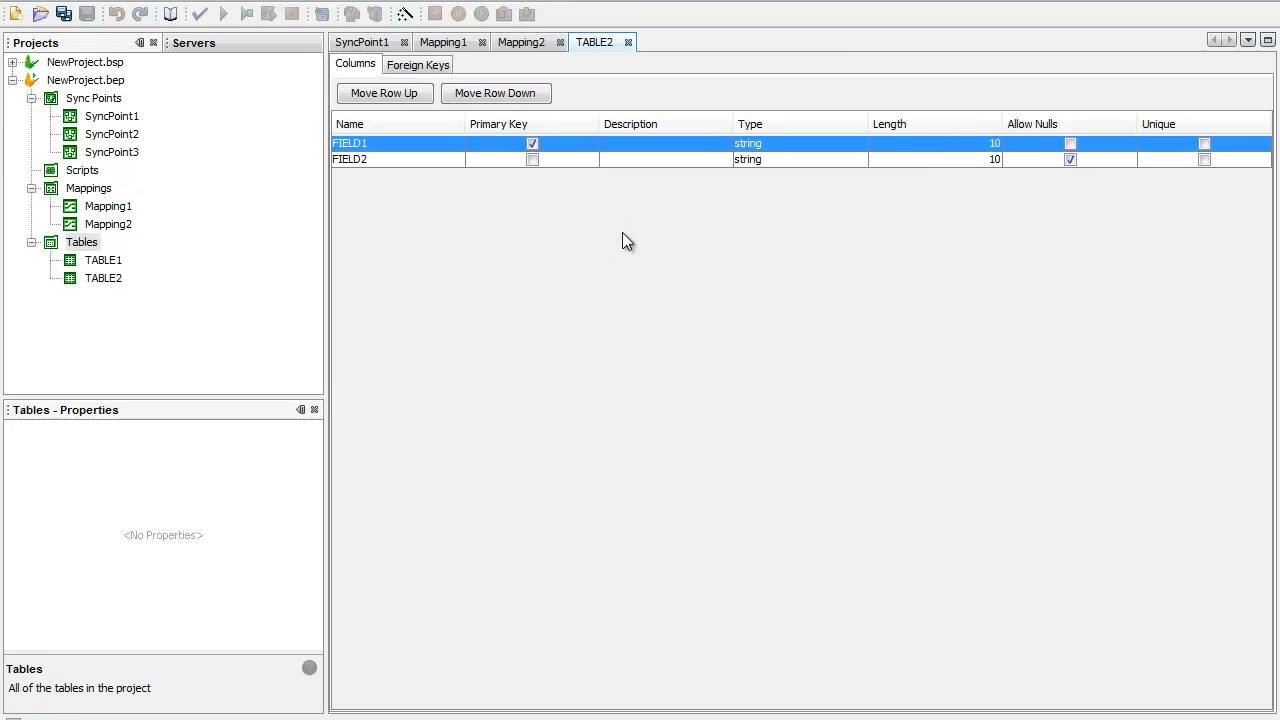 Projects
Servers
NewProject.bsp
NewProject.bep
Sync Points
SyncPoint1
SyncPoint2
SyncPoint3
Scripts
Mappings
Mapping1
Mapping2
Tables
TABLE1
TABLE2
Tables - Properties
<No Properties>
Tables
All of the tables in the project
SyncPoint1 Mapping1 Mapping2 TABLE2
Columns Foreign Keys
Move Row Up Move Row Down
Name Primary Key Description Type Length Allow Nulls Unique
FIELD1 string 10
FIELD2 string 10